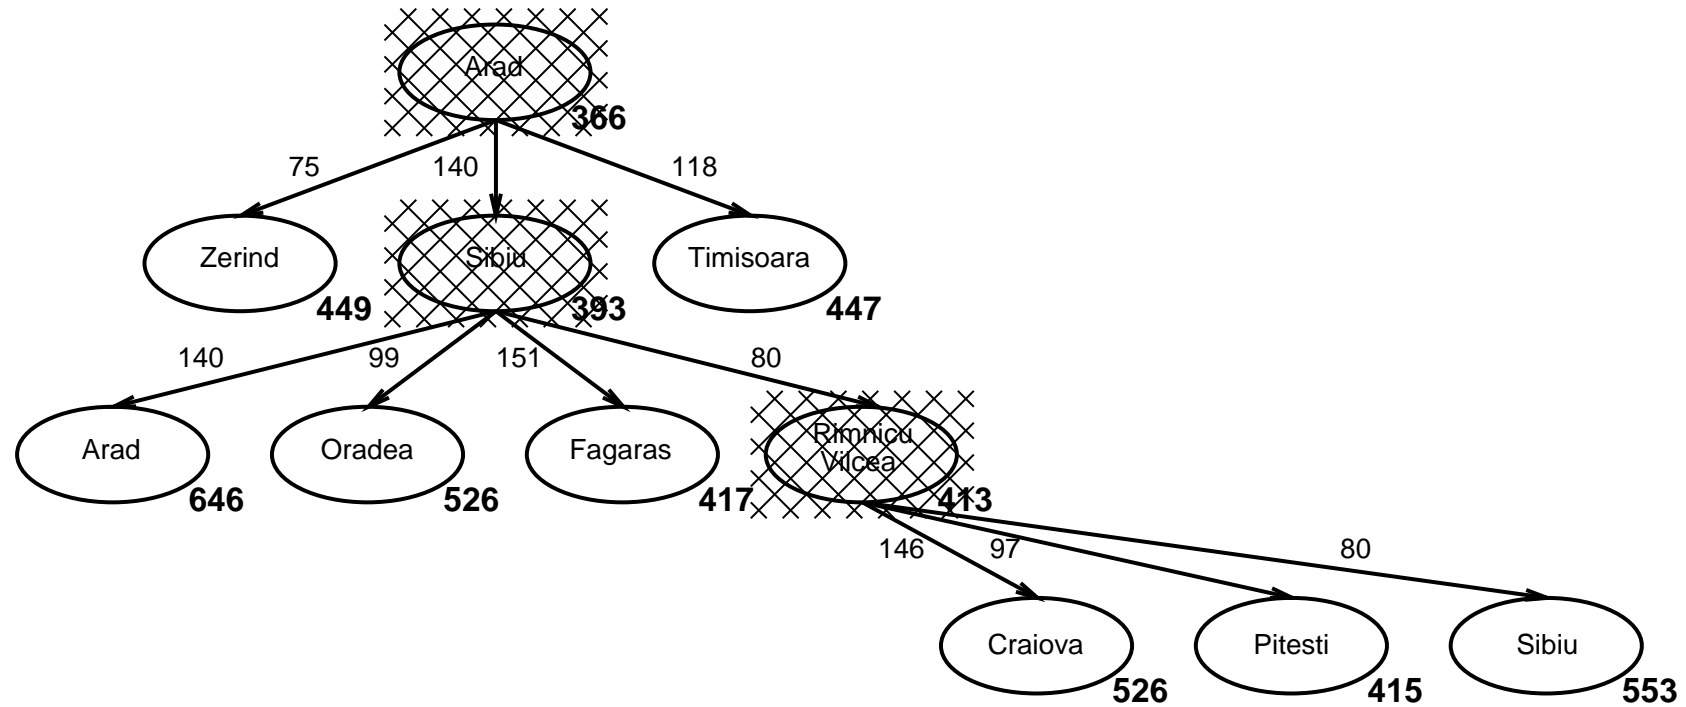 Arad
366
75
140
118
Zerind
Sibiu
Timisoara
449
393
447
140
99
151
80
Arad
Oradea
Fagaras
Rimnicu
Vilcea
646
526
417
413
146
97
80
Craiova
Pitesti
Sibiu
526
415
553